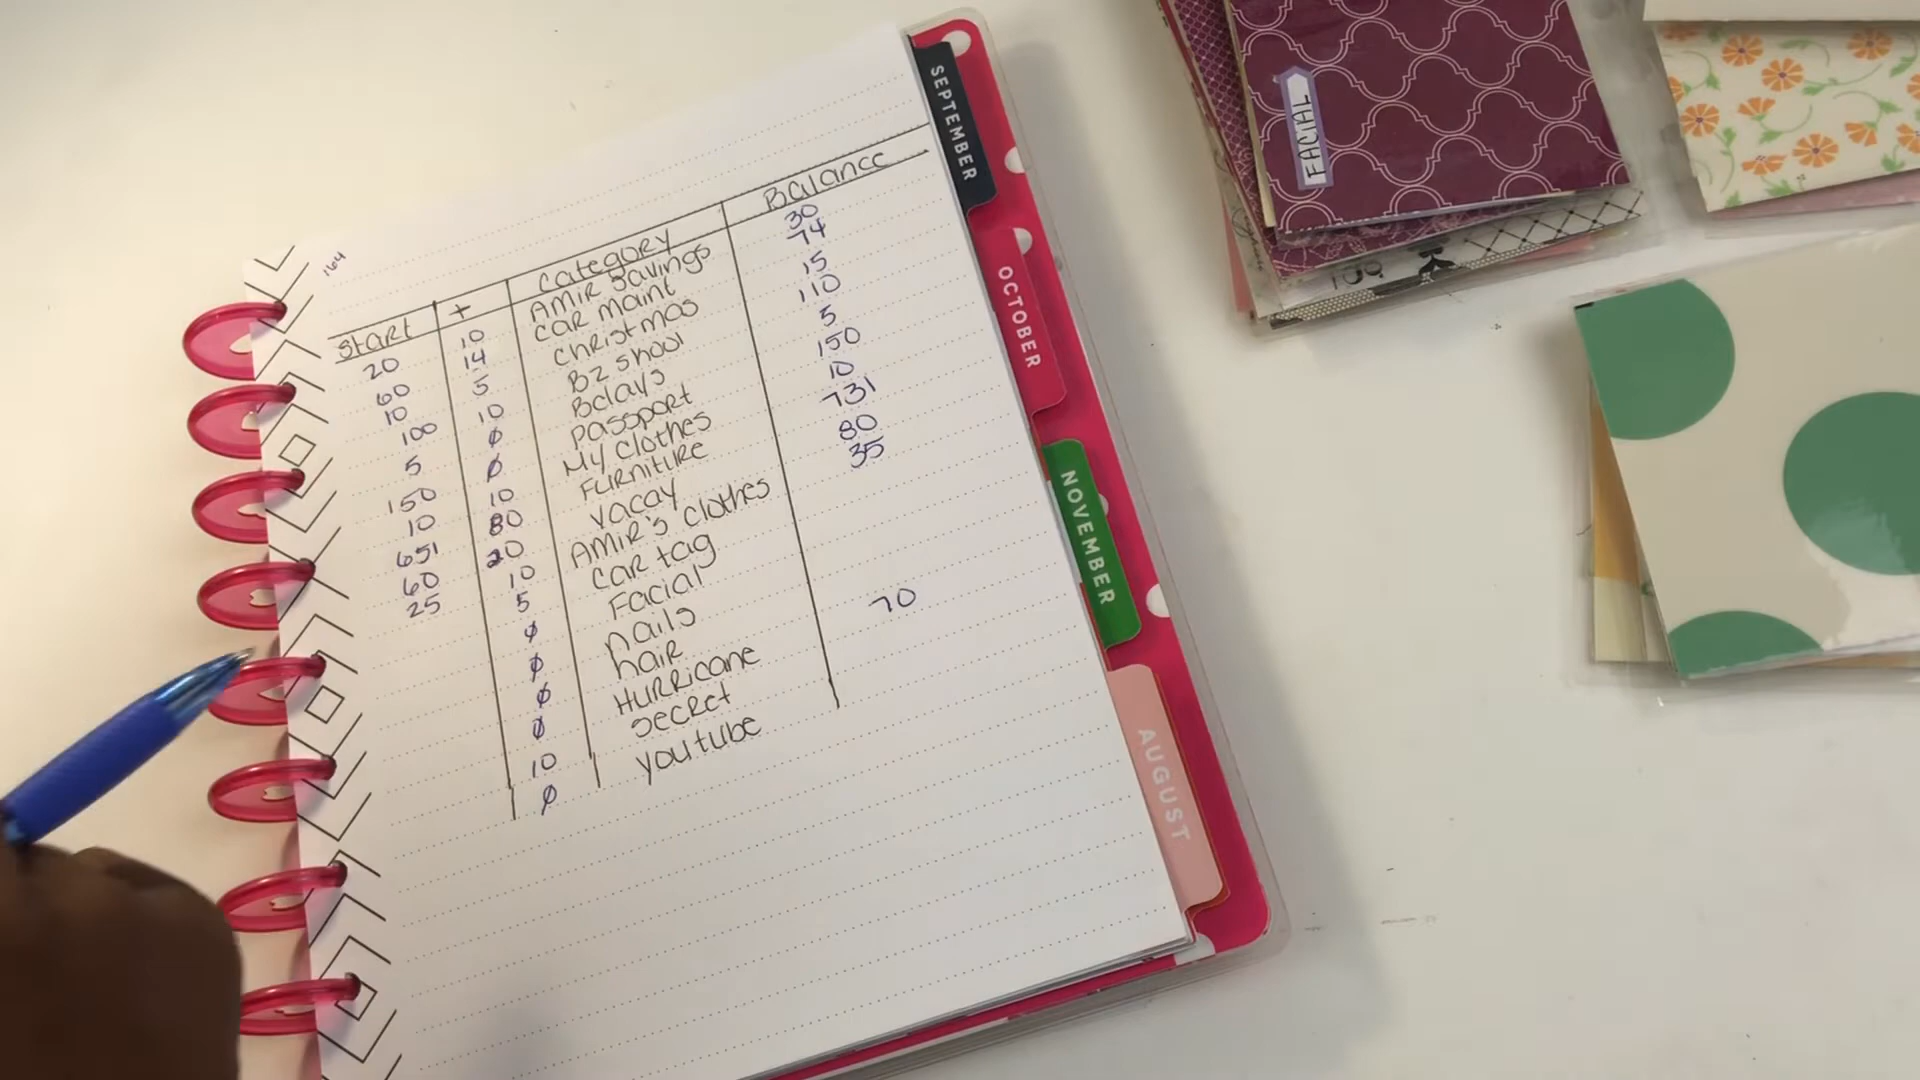 164
Start + Category Balance
20 10 AMIR Savings 30
60 14 CAR maint 74
10 5 Christmas 15
100 10 BZ Shool 110
5 ∅ Bdays 5
150 ∅ passport 150
10 10 My Clothes 10
651 80 FURNITURE 731
60 20 vacay 80
25 10 AMIR's clothes 35
5 CAR tag
∅ Facial
∅ nails
∅ haIR
∅ HURRicane 70
10 Secret
∅ youtube
SEPTEMBER
OCTOBER
NOVEMBER
AUGUST
FACIAL